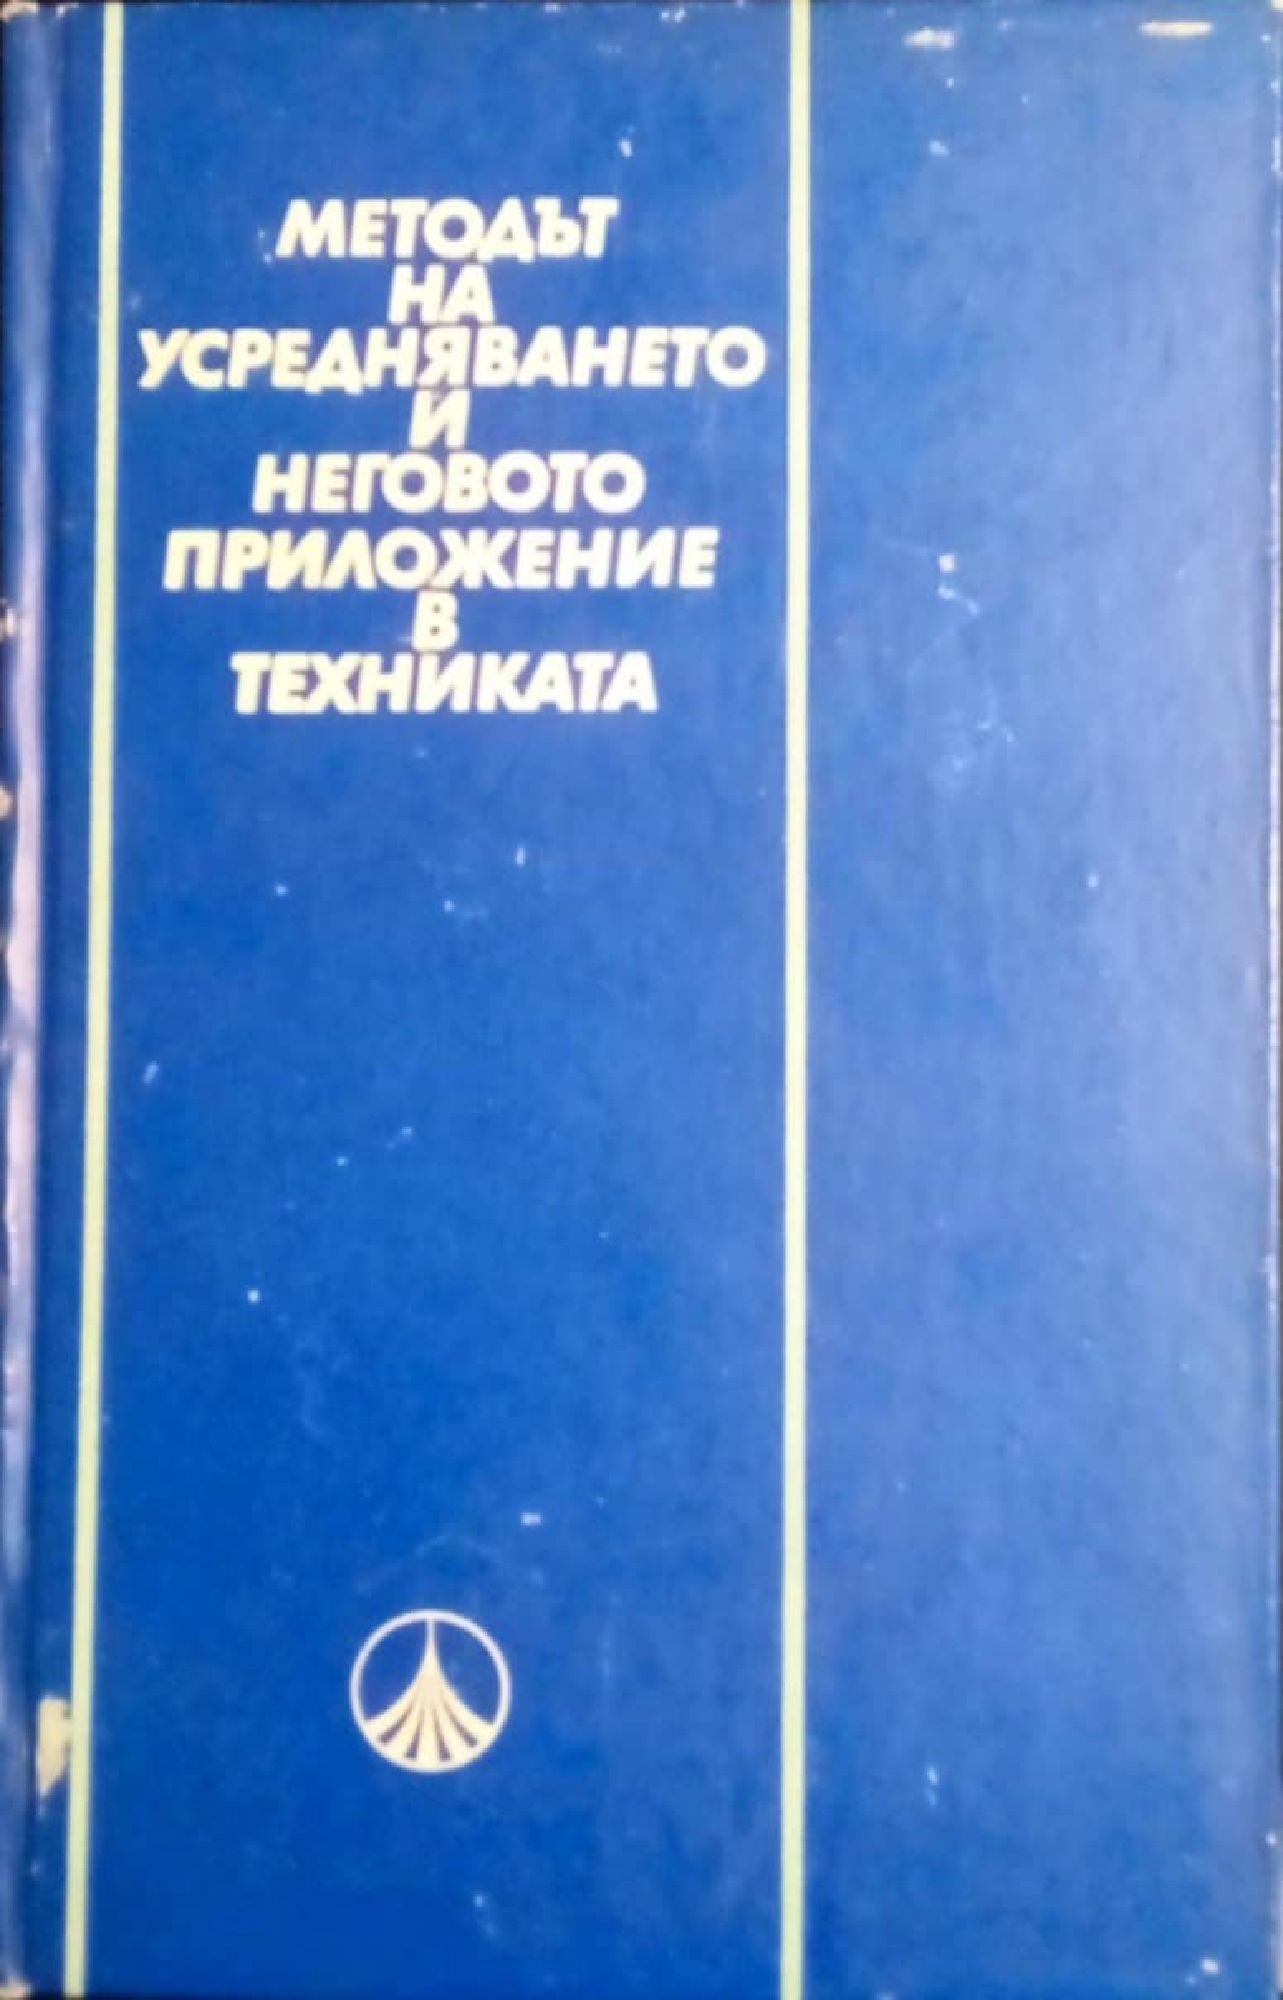 МЕТОДЪТ
НА
УСРЕДНЯВАНЕТО
И
НЕГОВОТО
ПРИЛОЖЕНИЕ
В
ТЕХНИКАТА